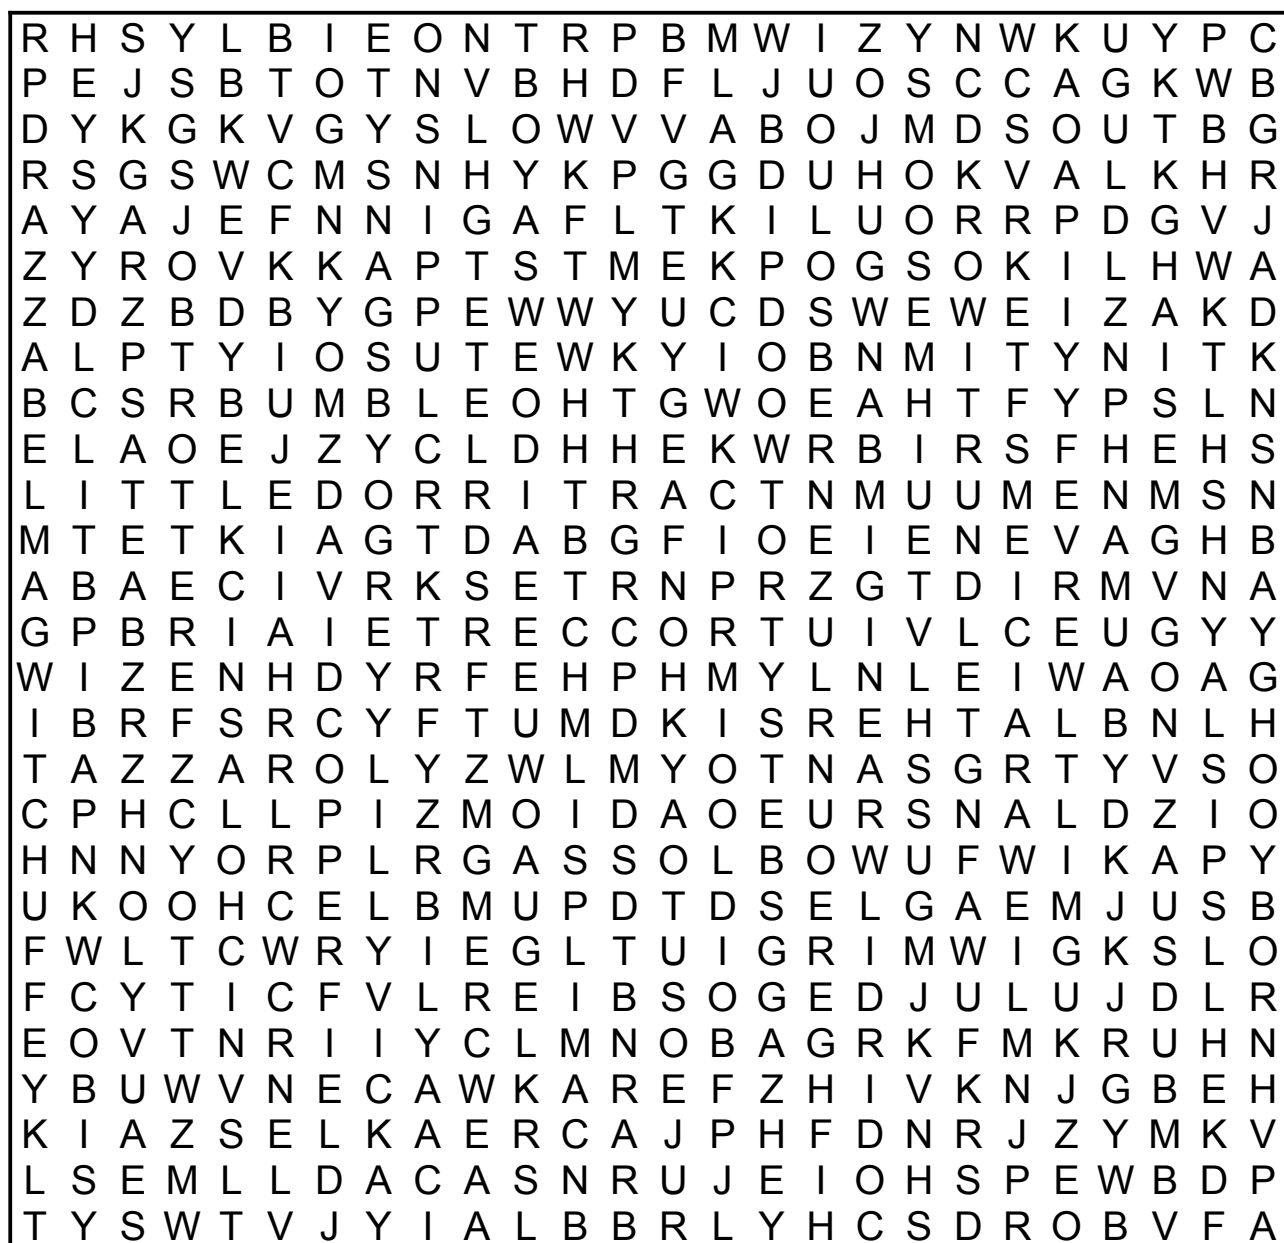 R H S Y L B I E O N T R P B M W I Z Y N W K U Y P C
P E J S B T O T N V B H D F L J U O S C C A G K W B
D Y K G K V G Y S L O W V V A B O J M D S O U T B G
R S G S W C M S N H Y K P G G D U H O K V A L K H R
A Y A J E F N N I G A F L T K I L U O R R P D G V J
Z Y R O V K K A P T S T M E K P O G S O K I L H W A
Z D Z B D B Y G P E W W Y U C D S W E W E I Z A K D
A L P T Y I O S U T E W K Y I O B N M I T Y N I T K
B C S R B U M B L E O H T G W O E A H T F Y P S L N
E L A O E J Z Y C L D H H E K W R B I R S F H E H S
L I T T L E D O R R I T R A C T N M U U M E N M S N
M T E T K I A G T D A B G F I O E I E N E V A G H B
A B A E C I V R K S E T R N P R Z G T D I R M V N A
G P B R I A I E T R E C C O R T U I V L C E U G Y Y
W I Z E N H D Y R F E H P H M Y L N L E I W A O A G
I B R F S R C Y F T U M D K I S R E H T A L B N L H
T A Z Z A R O L Y Z W L M Y O T N A S G R T Y V S O
C P H C L L P I Z M O I D A O E U R S N A L D Z I O
H N N Y O R P L R G A S S O L B O W U F W I K A P Y
U K O O H C E L B M U P D T D S E L G A E M J U S B
F W L T C W R Y I E G L T U I G R I M W I G K S L O
F C Y T I C F V L R E I B S O G E D J U L U J D L R
E O V T N R I I Y C L M N O B A G R K F M K R U H N
Y B U W V N E C A W K A R E F Z H I V K N J G B E H
K I A Z S E L K A E R C A J P H F D N R J Z Y M K V
L S E M L L D A C A S N R U J E I O H S P E W B D P
T Y S W T V J Y I A L B B R L Y H C S D R O B V F A